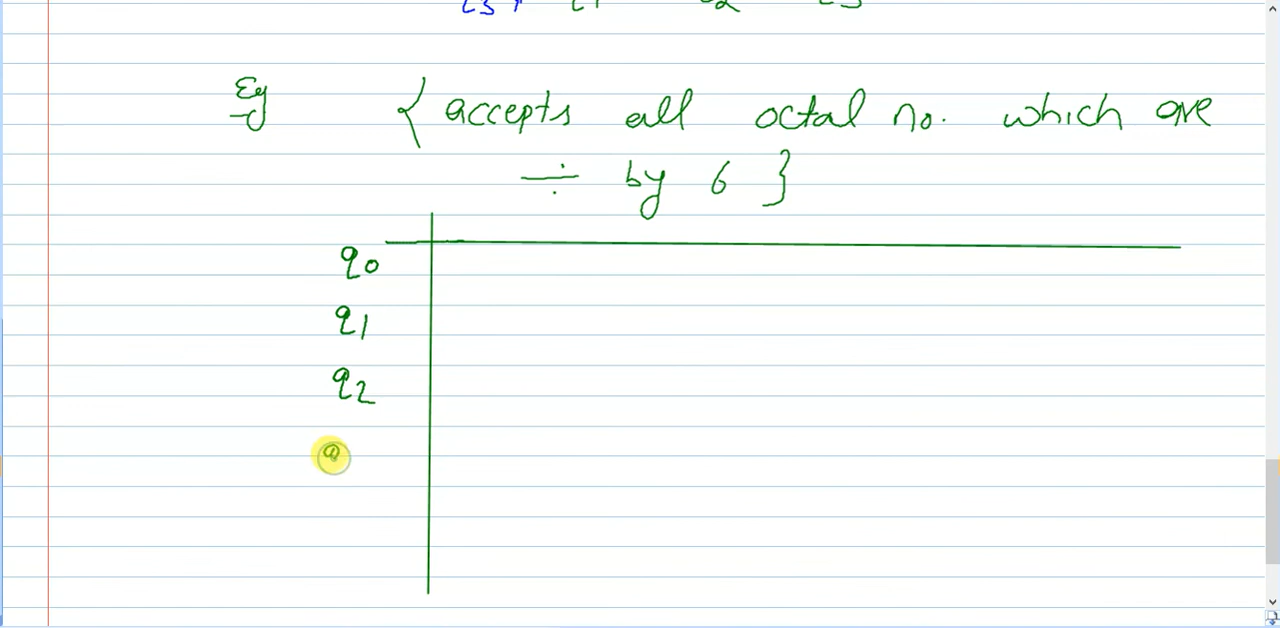 Eg { accepts all octal no. which are
÷ by 6 }
q0
q1
q2